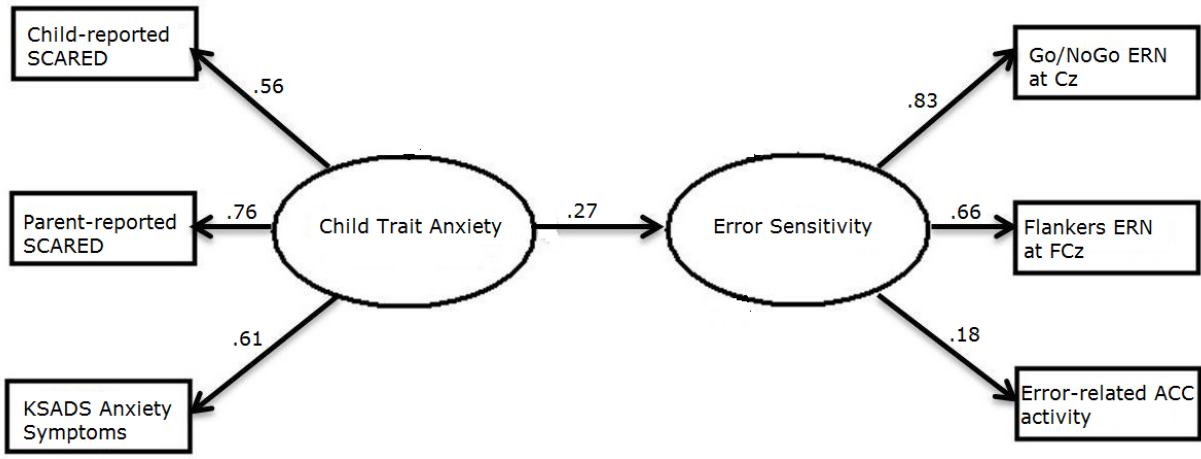 Child-reported
SCARED
.56
Parent-reported
SCARED
.76
KSADS Anxiety
Symptoms
.61
Child Trait Anxiety
.27
Error Sensitivity
.83
Go/NoGo ERN
at Cz
.66
Flankers ERN
at FCz
.18
Error-related ACC
activity